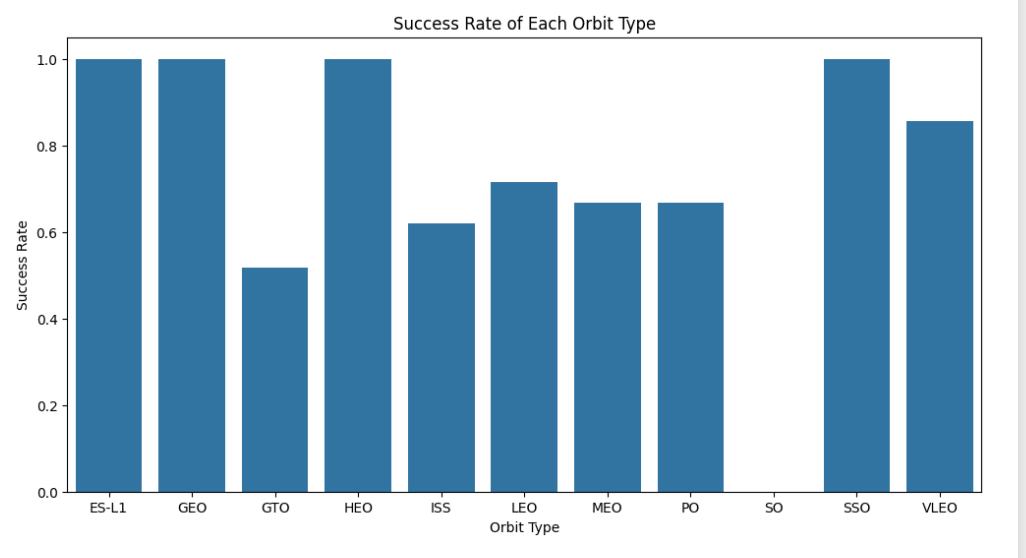 Success Rate of Each Orbit Type
Success Rate
1.0
0.8
0.6
0.4
0.2
0.0
ES-L1 GEO GTO HEO ISS LEO MEO PO SO SSO VLEO
Orbit Type